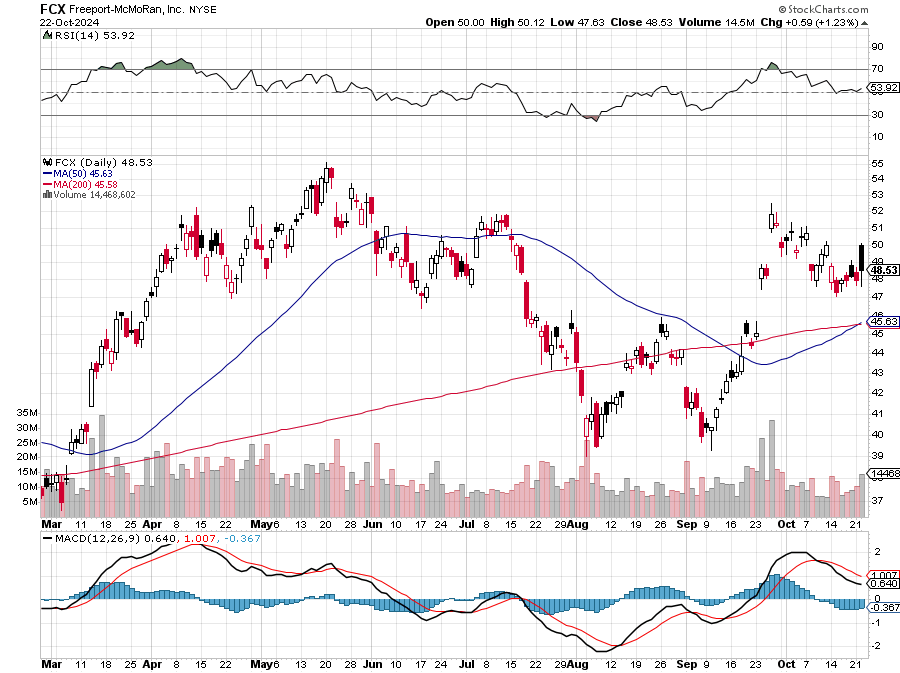 FCX Freeport-McMoRan, Inc. NYSE © StockCharts.com
22-Oct-2024 Open 50.00 High 50.12 Low 47.63 Close 48.53 Volume 14.5M Chg +0.59 (+1.23%)
RSI(14) 53.92
90
70
53.92
50
30
10
FCX (Daily) 48.53
MA(50) 45.63
MA(200) 45.58
Volume 14,468,602
55
54
53
52
51
50
49
48.53
48
47
46
45.63
45
44
43
42
41
40
39
38
37
35M
30M
25M
20M
15M
10M
5M
14468
Mar 11 18 25 Apr 8 15 22 May 6 13 20 28 Jun 10 17 24 Jul 8 15 22 29 Aug 12 19 26 Sep 9 16 23 Oct 7 14 21
MACD(12,26,9) 0.640, 1.007, -0.367
2
1.007
0.640
0
-0.367
-1
-2
Mar 11 18 25 Apr 8 15 22 May 6 13 20 28 Jun 10 17 24 Jul 8 15 22 29 Aug 12 19 26 Sep 9 16 23 Oct 7 14 21